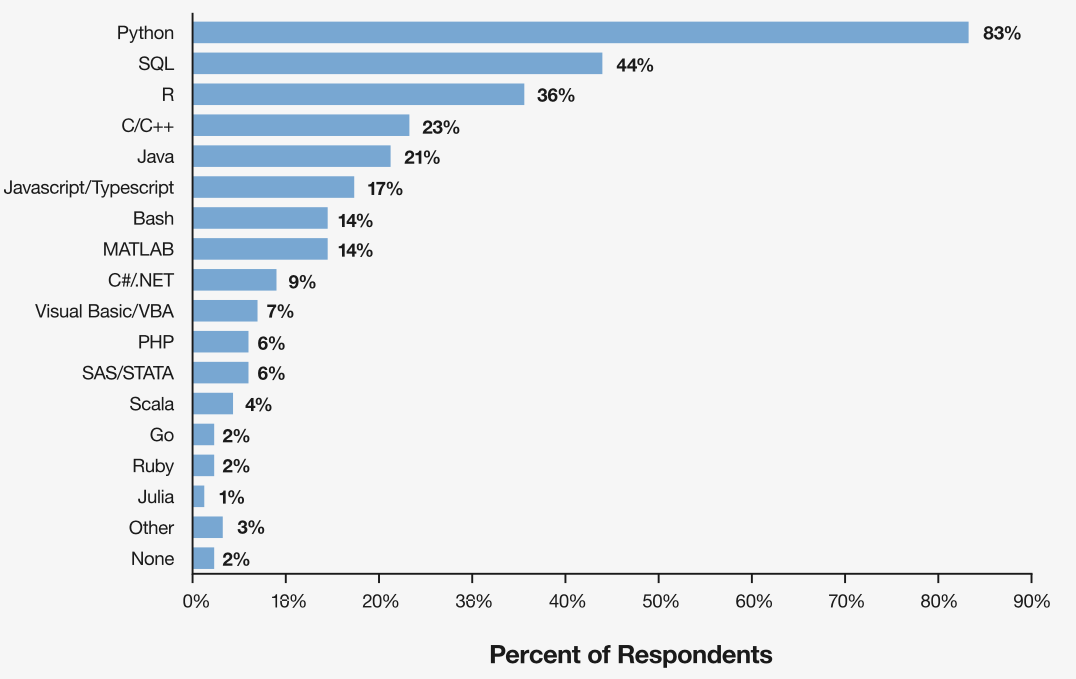 Python 83%
SQL 44%
R 36%
C/C++ 23%
Java 21%
Javascript/Typescript 17%
Bash 14%
MATLAB 14%
C#/.NET 9%
Visual Basic/VBA 7%
PHP 6%
SAS/STATA 6%
Scala 4%
Go 2%
Ruby 2%
Julia 1%
Other 3%
None 2%
0% 18% 20% 38% 40% 50% 60% 70% 80% 90%
Percent of Respondents